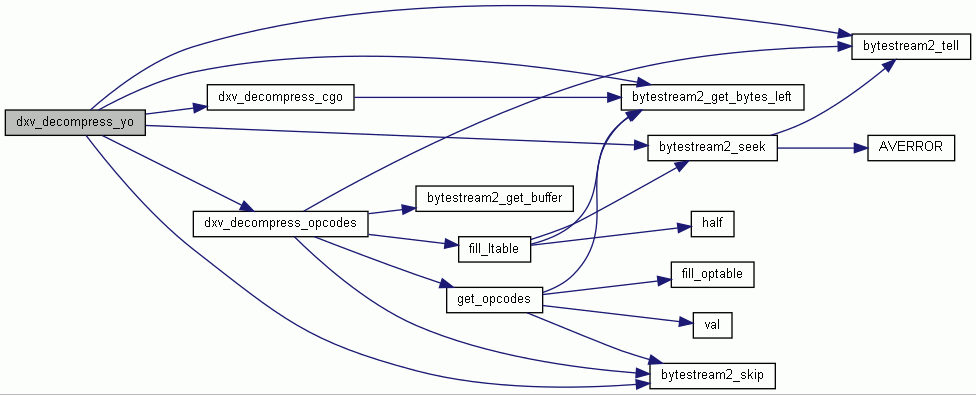 bytestream2_tell
dxv_decompress_cgo
bytestream2_get_bytes_left
dxv_decompress_yo
bytestream2_seek
AVERROR
bytestream2_get_buffer
dxv_decompress_opcodes
half
fill_ltable
fill_optable
get_opcodes
val
bytestream2_skip